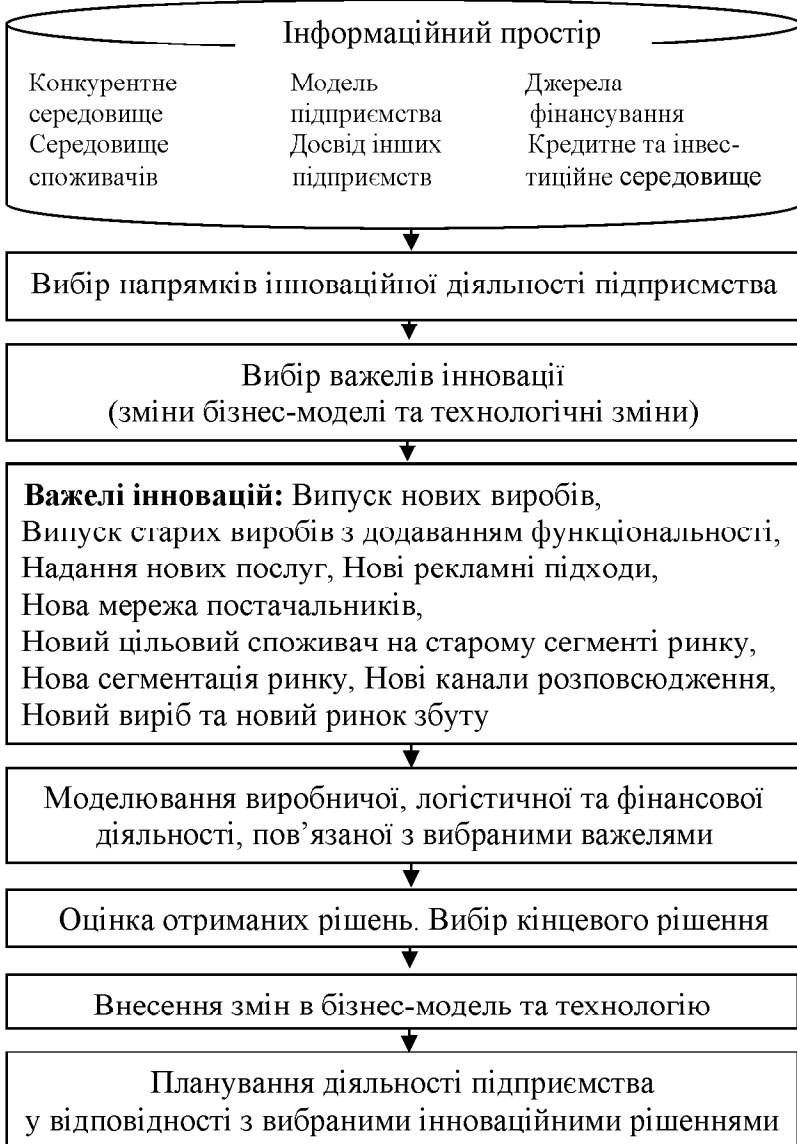 Інформаційний простір
Конкурентне
середовище
Середовище
споживачів
Модель
підприємства
Досвід інших
підприємств
Джерела
фінансування
Кредитне та інвес-
тиційне середовище
Вибір напрямків інноваційної діяльності підприємства
Вибір важелів інновації
(зміни бізнес-моделі та технологічні зміни)
Важелі інновацій: Випуск нових виробів,
Випуск старих виробів з додаванням функціональності,
Надання нових послуг, Нові рекламні підходи,
Нова мережа постачальників,
Новий цільовий споживач на старому сегменті ринку,
Нова сегментація ринку, Нові канали розповсюдження,
Новий виріб та новий ринок збуту
Моделювання виробничої, логістичної та фінансової
діяльності, пов’язаної з вибраними важелями
Оцінка отриманих рішень. Вибір кінцевого рішення
Внесення змін в бізнес-модель та технологію
Планування діяльності підприємства
у відповідності з вибраними інноваційними рішеннями